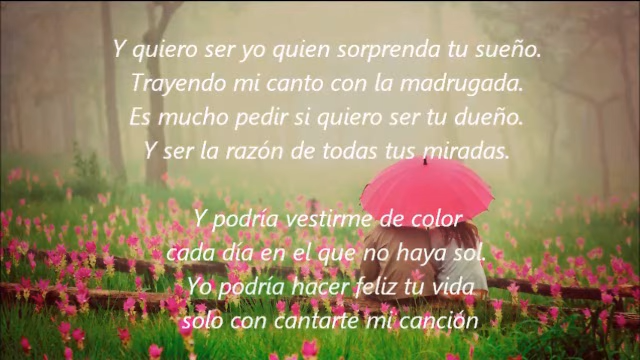 Y quiero ser yo quien sorprenda tu sueño.
Trayendo mi canto con la madrugada.
Es mucho pedir si quiero ser tu dueño.
Y ser la razón de todas tus miradas.
Y podría vestirme de color
cada día en el que no haya sol.
Yo podría hacer feliz tu vida
solo con cantarte mi canción